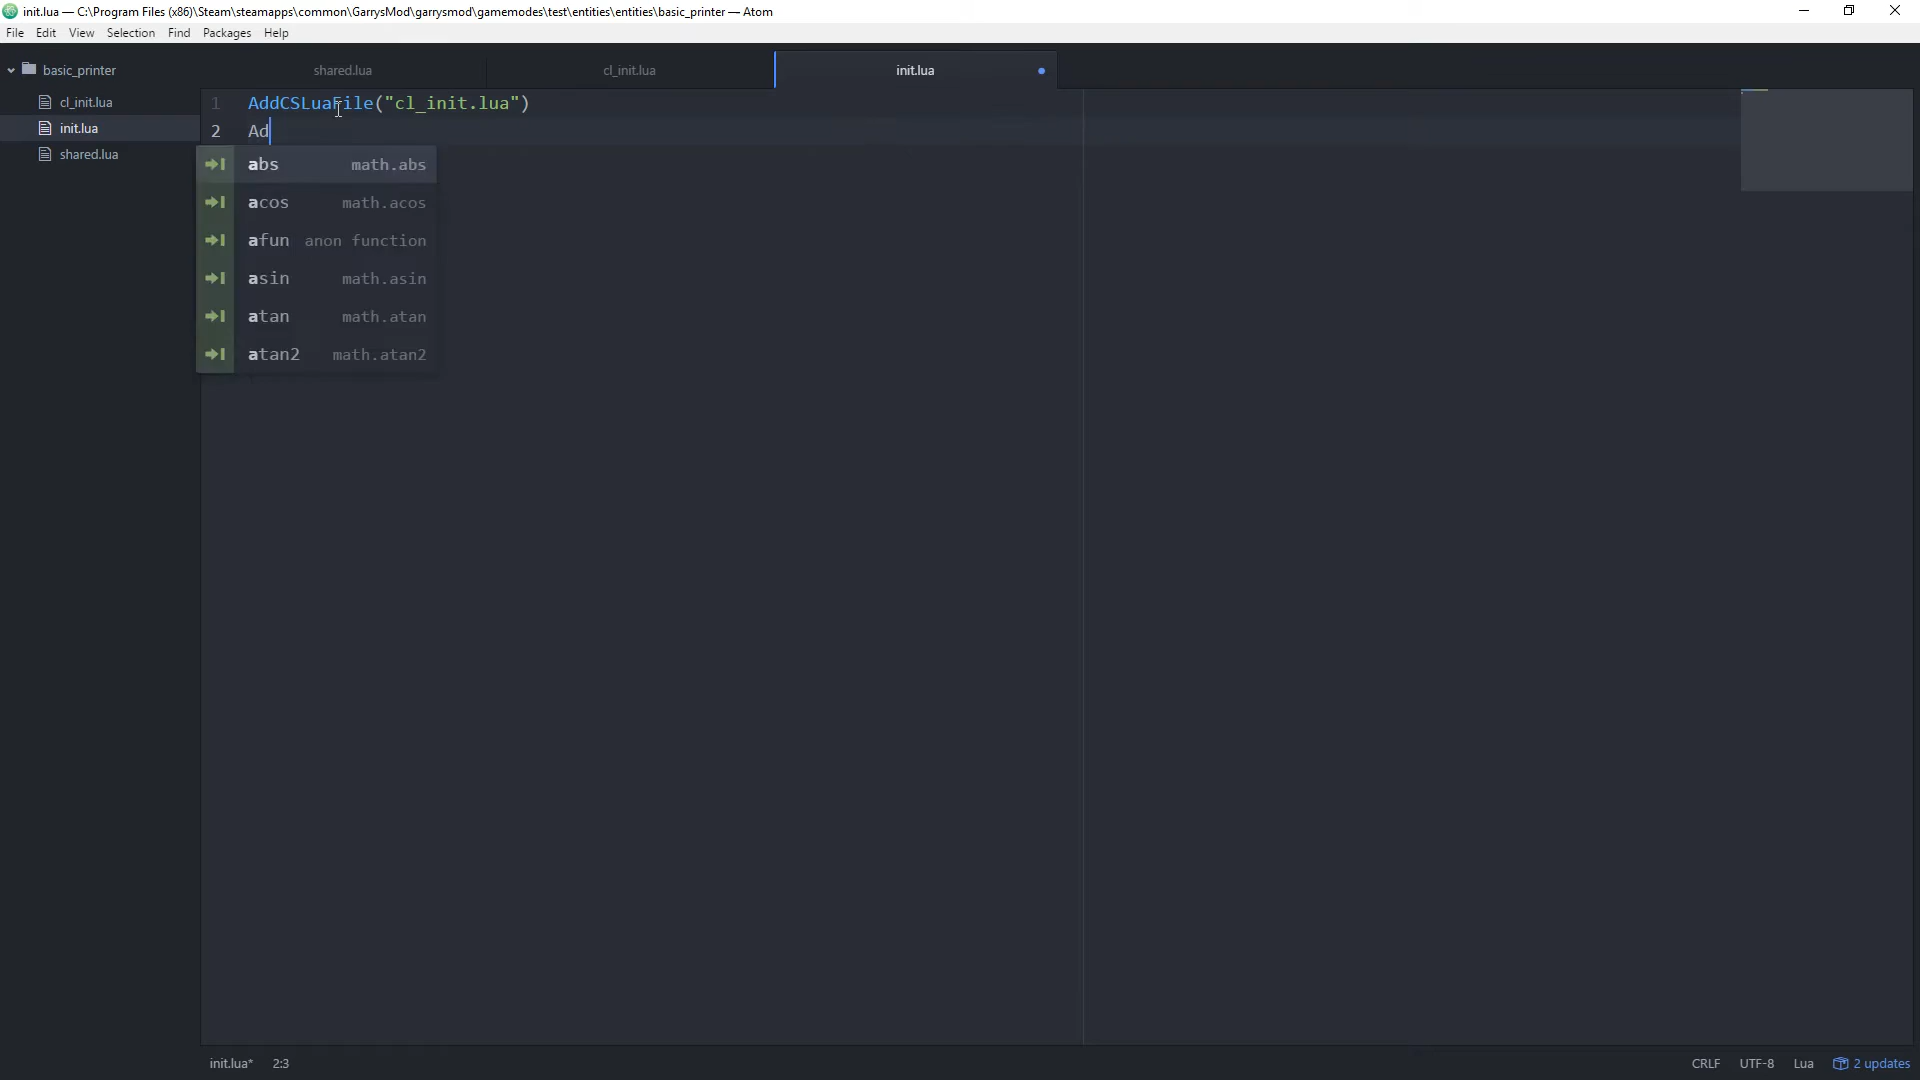 init.lua — C:\Program Files (x86)\Steam\steamapps\common\GarrysMod\garrysmod\gamemodes\test\entities\entities\basic_printer — Atom
File Edit View Selection Find Packages Help
basic_printer
cl_init.lua
init.lua
shared.lua
shared.lua cl_init.lua init.lua
1 AddCSLuaFile("cl_init.lua")
2 Ad
abs math.abs
acos math.acos
afun anon function
asin math.asin
atan math.atan
atan2 math.atan2
init.lua* 2:3 CRLF UTF-8 Lua 2 updates